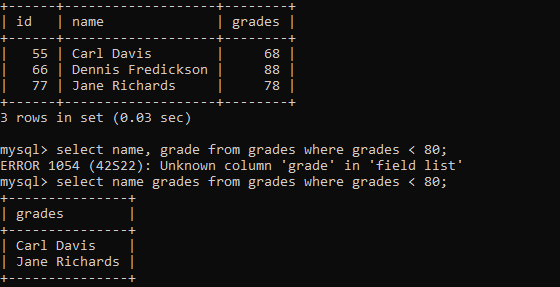 +------+-------------------+--------+
| id   | name              | grades |
+------+-------------------+--------+
|   55 | Carl Davis        |     68 |
|   66 | Dennis Fredickson |     88 |
|   77 | Jane Richards     |     78 |
+------+-------------------+--------+
3 rows in set (0.03 sec)
mysql> select name, grade from grades where grades < 80;
ERROR 1054 (42S22): Unknown column 'grade' in 'field list'
mysql> select name grades from grades where grades < 80;
+---------------+
| grades        |
+---------------+
| Carl Davis    |
| Jane Richards |
+---------------+